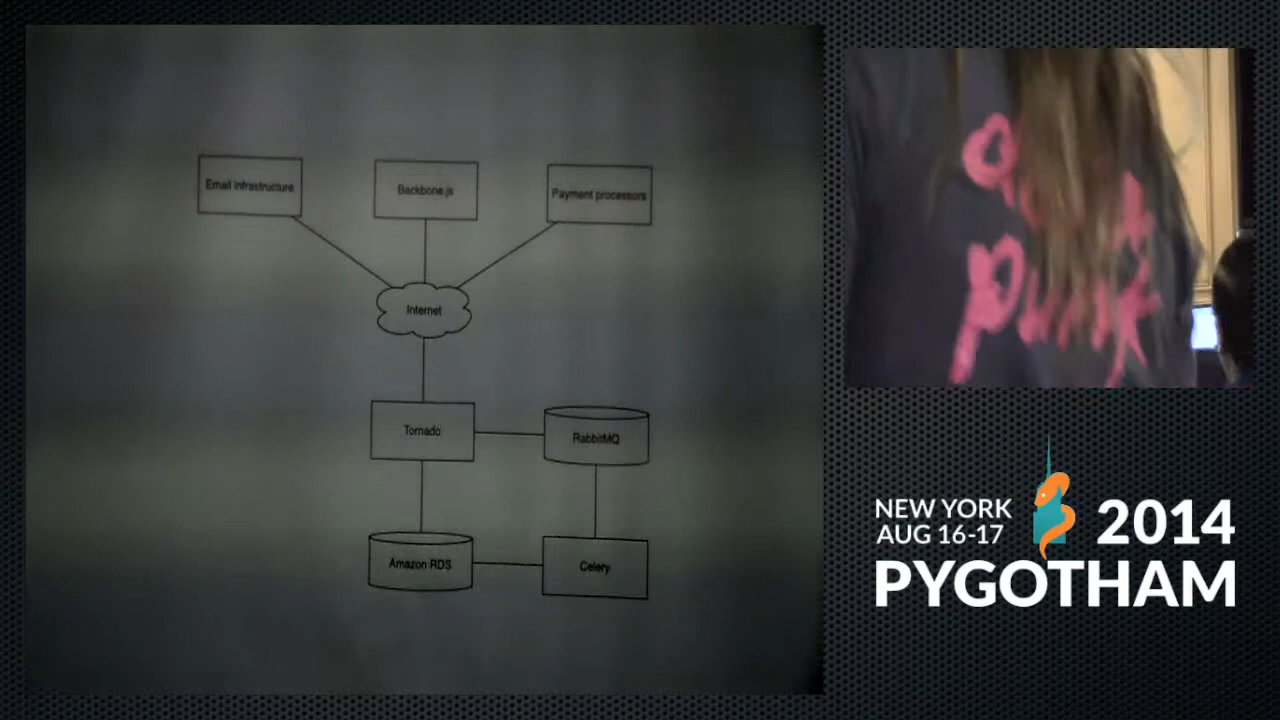 Email infrastructure
Backbone.js
Payment processors
Internet
Tornado
RabbitMQ
Amazon RDS
Celery
punk
NEW YORK
AUG 16-17
2014
PYGOTHAM